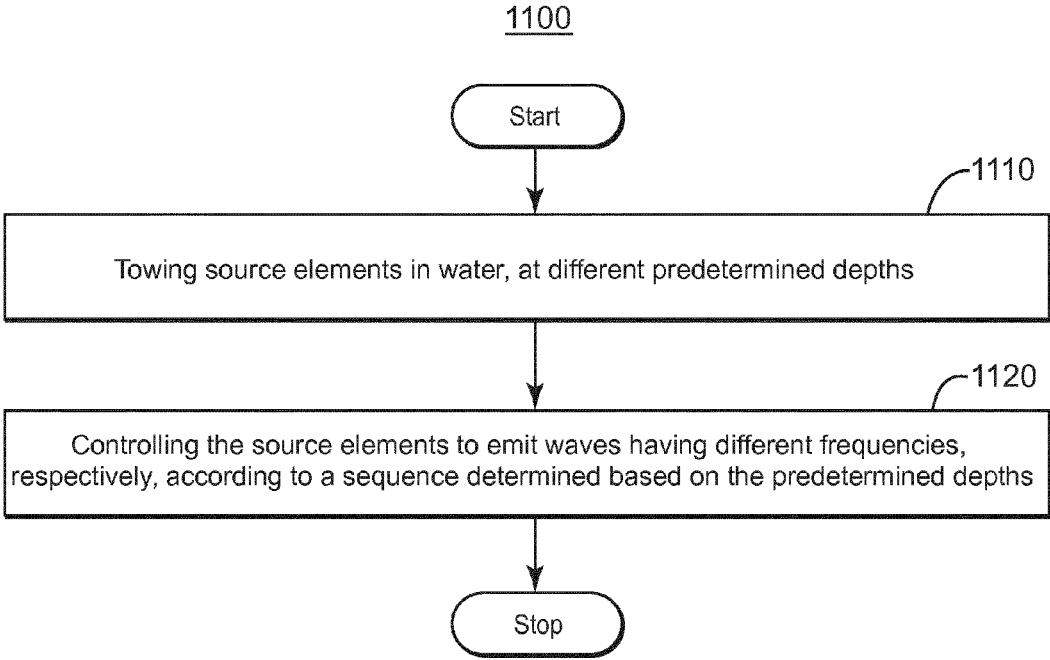 1100
Start
1110
Towing source elements in water, at different predetermined depths
1120
Controlling the source elements to emit waves having different frequencies,
respectively, according to a sequence determined based on the predetermined depths
Stop